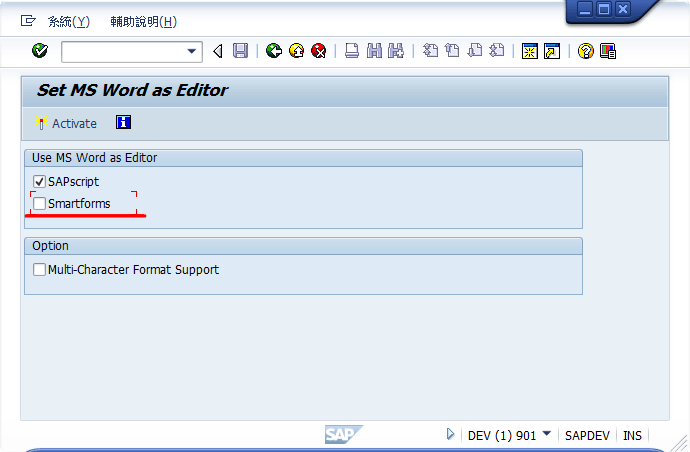 系統(Y) 輔助說明(H)
Set MS Word as Editor
Activate
Use MS Word as Editor
SAPscript
Smartforms
Option
Multi-Character Format Support
SAP DEV (1) 901 SAPDEV INS